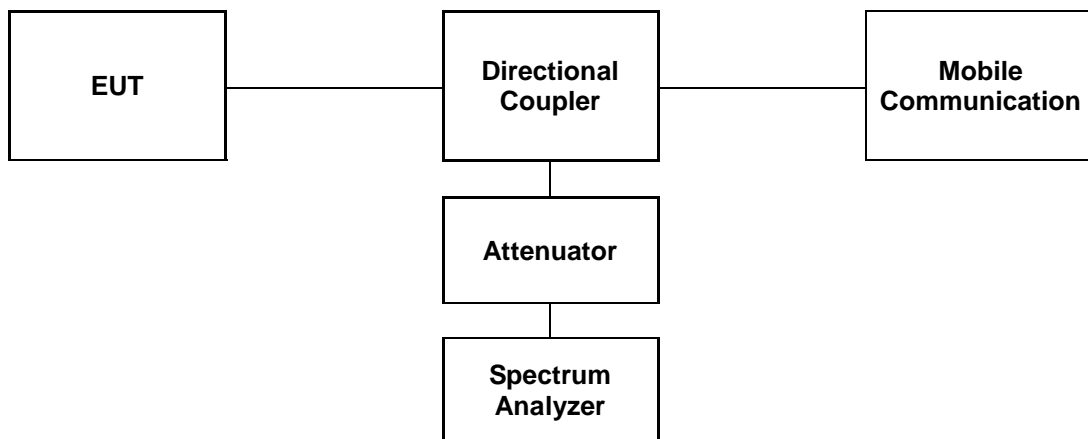 EUT
Directional
Coupler
Mobile
Communication
Attenuator
Spectrum
Analyzer